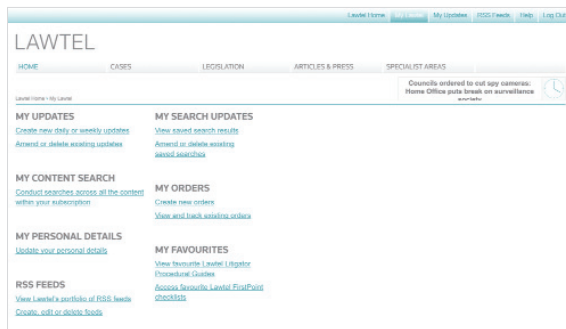 Lawtel Home My Lawtel My Updates RSS Feeds Help Log Out
LAWTEL
HOME CASES LEGISLATION ARTICLES & PRESS SPECIALIST AREAS
Councils ordered to cut spy cameras:
Home Office puts break on surveillance
society
Lawtel Home > My Lawtel
MY UPDATES
Create new daily or weekly updates
Amend or delete existing updates
MY CONTENT SEARCH
Conduct searches across all the content
within your subscription
MY PERSONAL DETAILS
Update your personal details
RSS FEEDS
View Lawtel's portfolio of RSS feeds
Create, edit or delete feeds
MY SEARCH UPDATES
View saved search results
Amend or delete existing
saved searches
MY ORDERS
Create new orders
View and track existing orders
MY FAVOURITES
View favourite Lawtel Litigator
Procedural Guides
Access favourite Lawtel FirstPoint
checklists